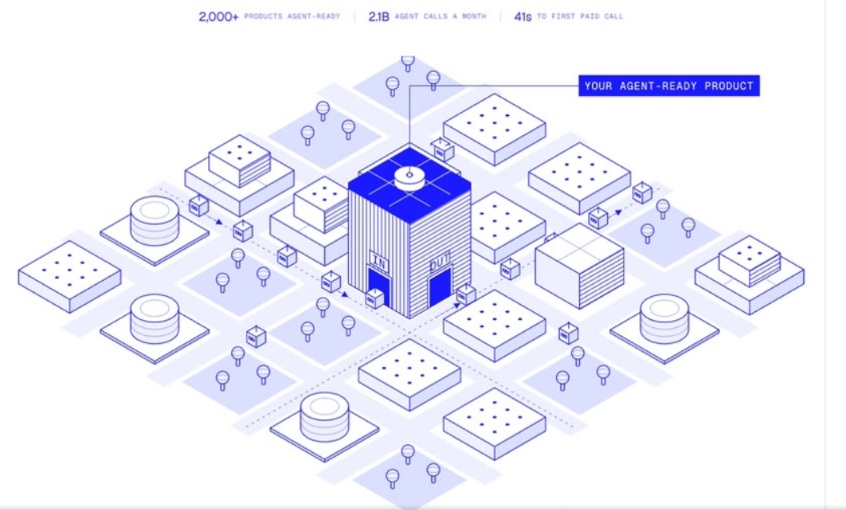 2,000+ PRODUCTS AGENT-READY
2.1B AGENT CALLS A MONTH
41s TO FIRST PAID CALL
YOUR AGENT-READY PRODUCT
IN
OUT